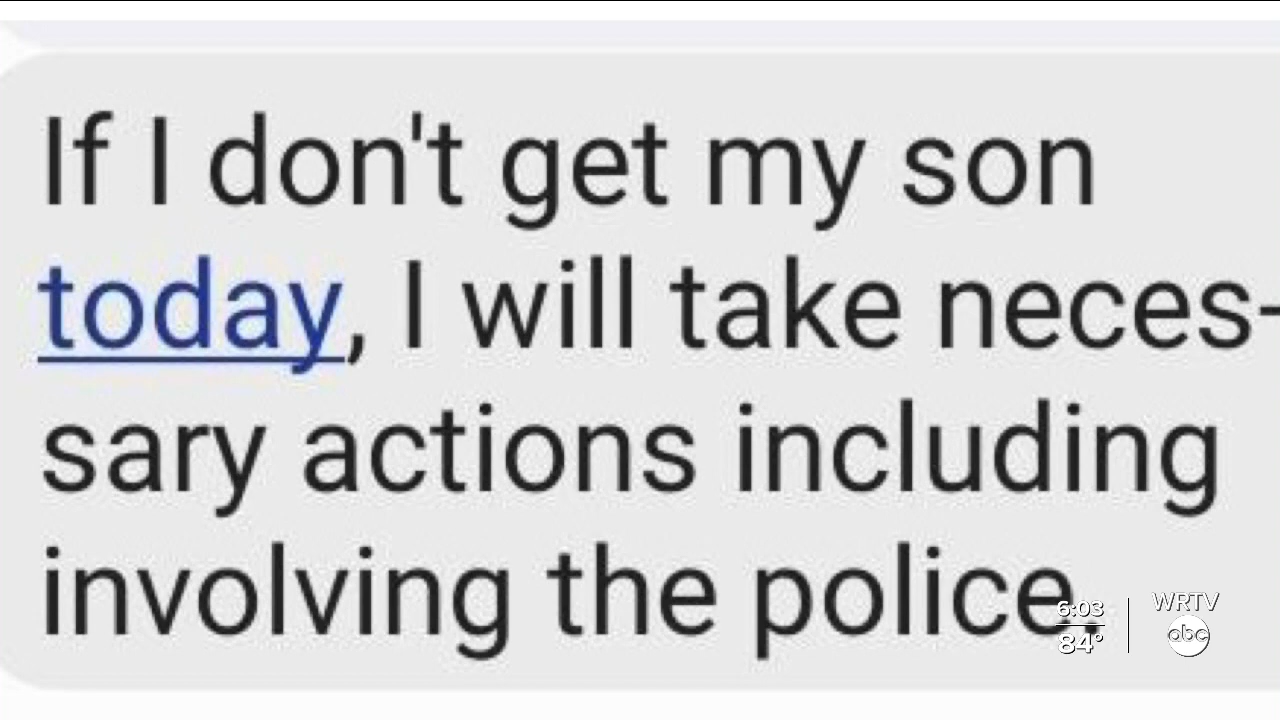 If I don't get my son
today, I will take neces-
sary actions including
involving the police.
6:03
84°
WRTV
abc